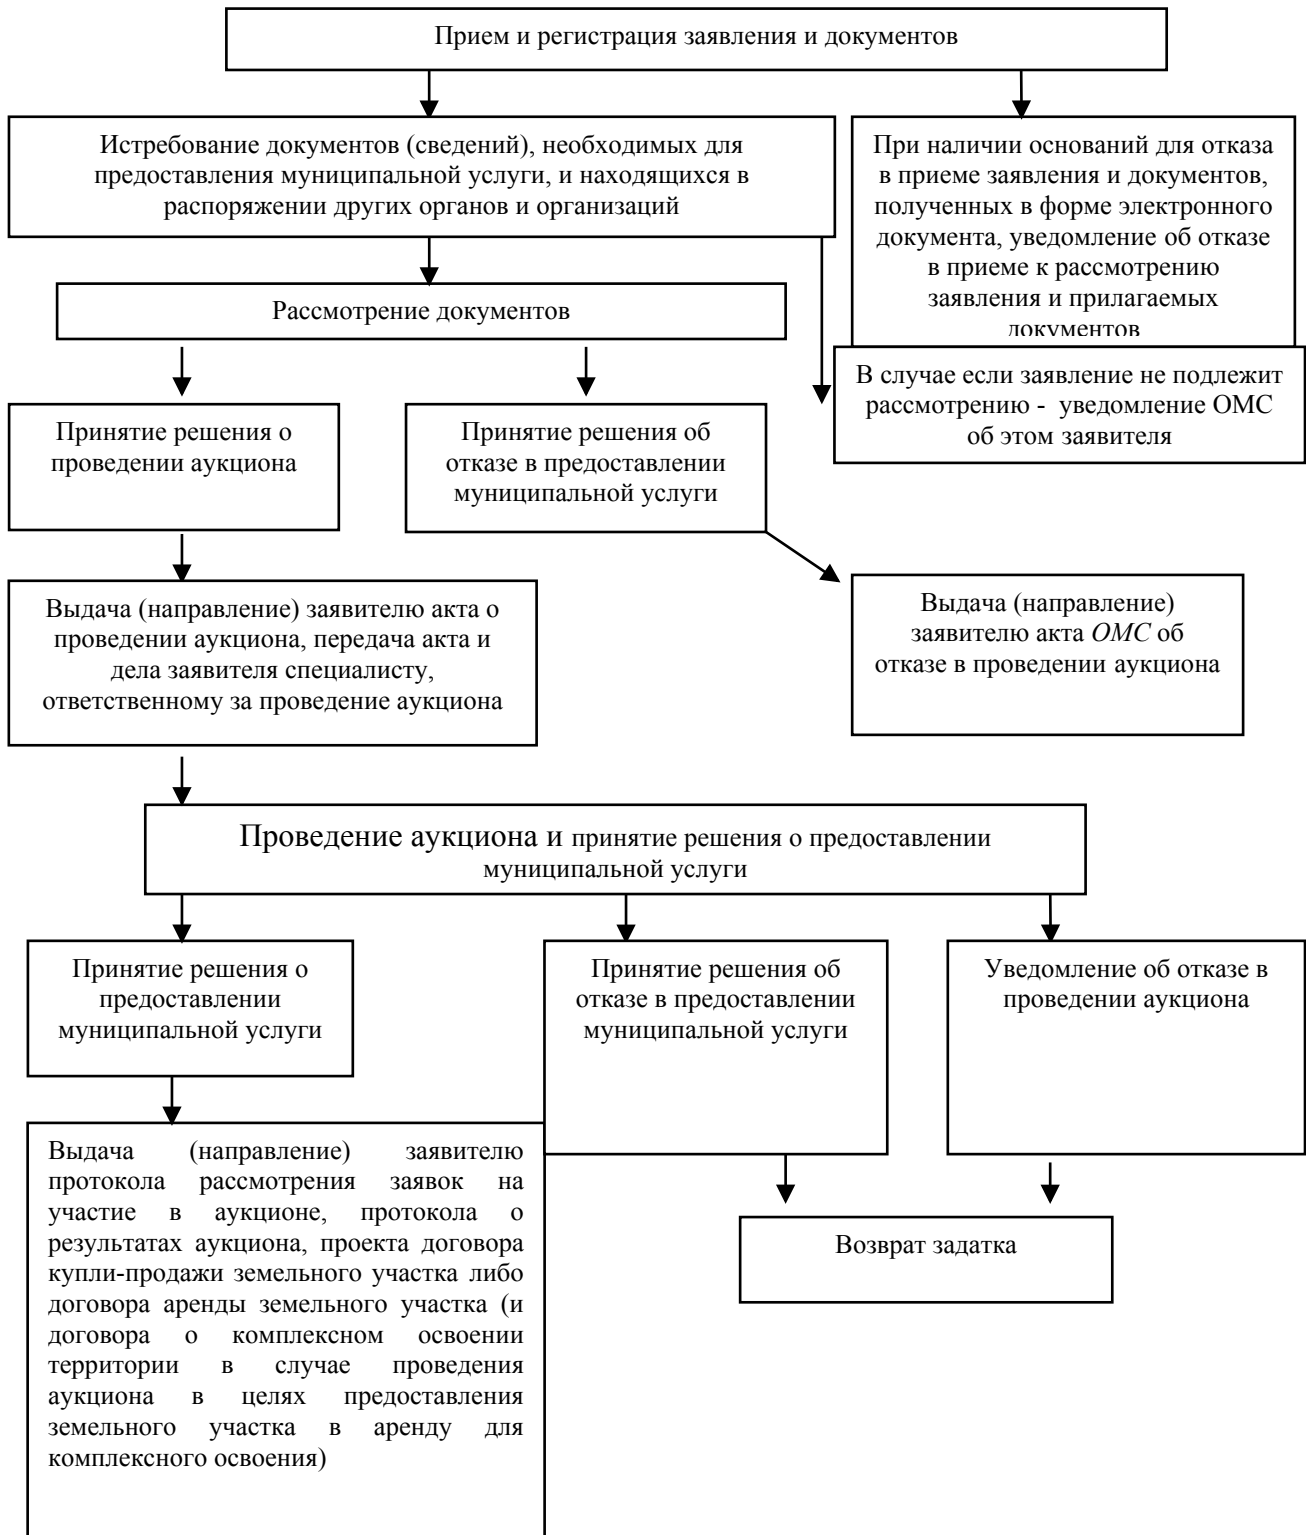 Прием и регистрация заявления и документов
Истребование документов (сведений), необходимых для
предоставления муниципальной услуги, и находящихся в
распоряжении других органов и организаций
При наличии оснований для отказа
в приеме заявления и документов,
полученных в форме электронного
документа, уведомление об отказе
в приеме к рассмотрению
заявления и прилагаемых
документов
Рассмотрение документов
В случае если заявление не подлежит
рассмотрению - уведомление ОМС
об этом заявителя
Принятие решения о
проведении аукциона
Принятие решения об
отказе в предоставлении
муниципальной услуги
Выдача (направление) заявителю акта о
проведении аукциона, передача акта и
дела заявителя специалисту,
ответственному за проведение аукциона
Выдача (направление)
заявителю акта ОМС об
отказе в проведении аукциона
Проведение аукциона и принятие решения о предоставлении
муниципальной услуги
Принятие решения о
предоставлении
муниципальной услуги
Принятие решения об
отказе в предоставлении
муниципальной услуги
Уведомление об отказе в
проведении аукциона
Выдача (направление) заявителю
протокола рассмотрения заявок на
участие в аукционе, протокола о
результатах аукциона, проекта договора
купли-продажи земельного участка либо
договора аренды земельного участка (и
договора о комплексном освоении
территории в случае проведения
аукциона в целях предоставления
земельного участка в аренду для
комплексного освоения)
Возврат задатка